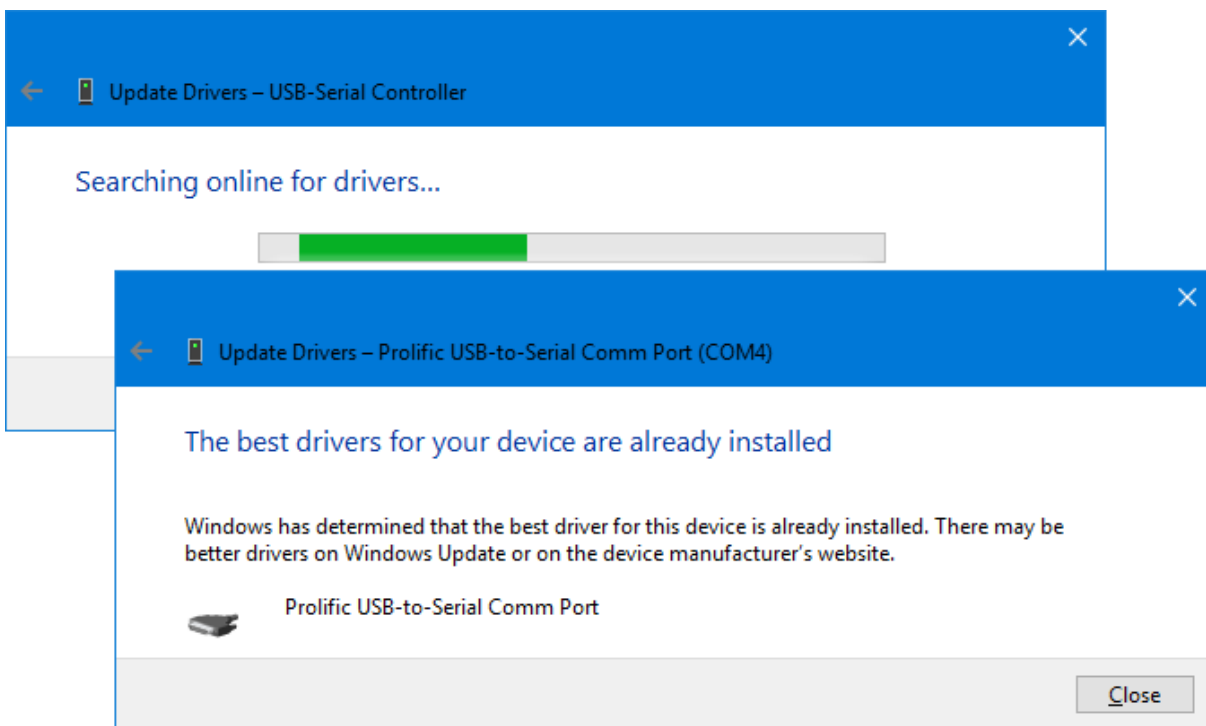 Update Drivers – USB-Serial Controller
Searching online for drivers...
Update Drivers – Prolific USB-to-Serial Comm Port (COM4)
The best drivers for your device are already installed
Windows has determined that the best driver for this device is already installed. There may be
better drivers on Windows Update or on the device manufacturer's website.
Prolific USB-to-Serial Comm Port
Close